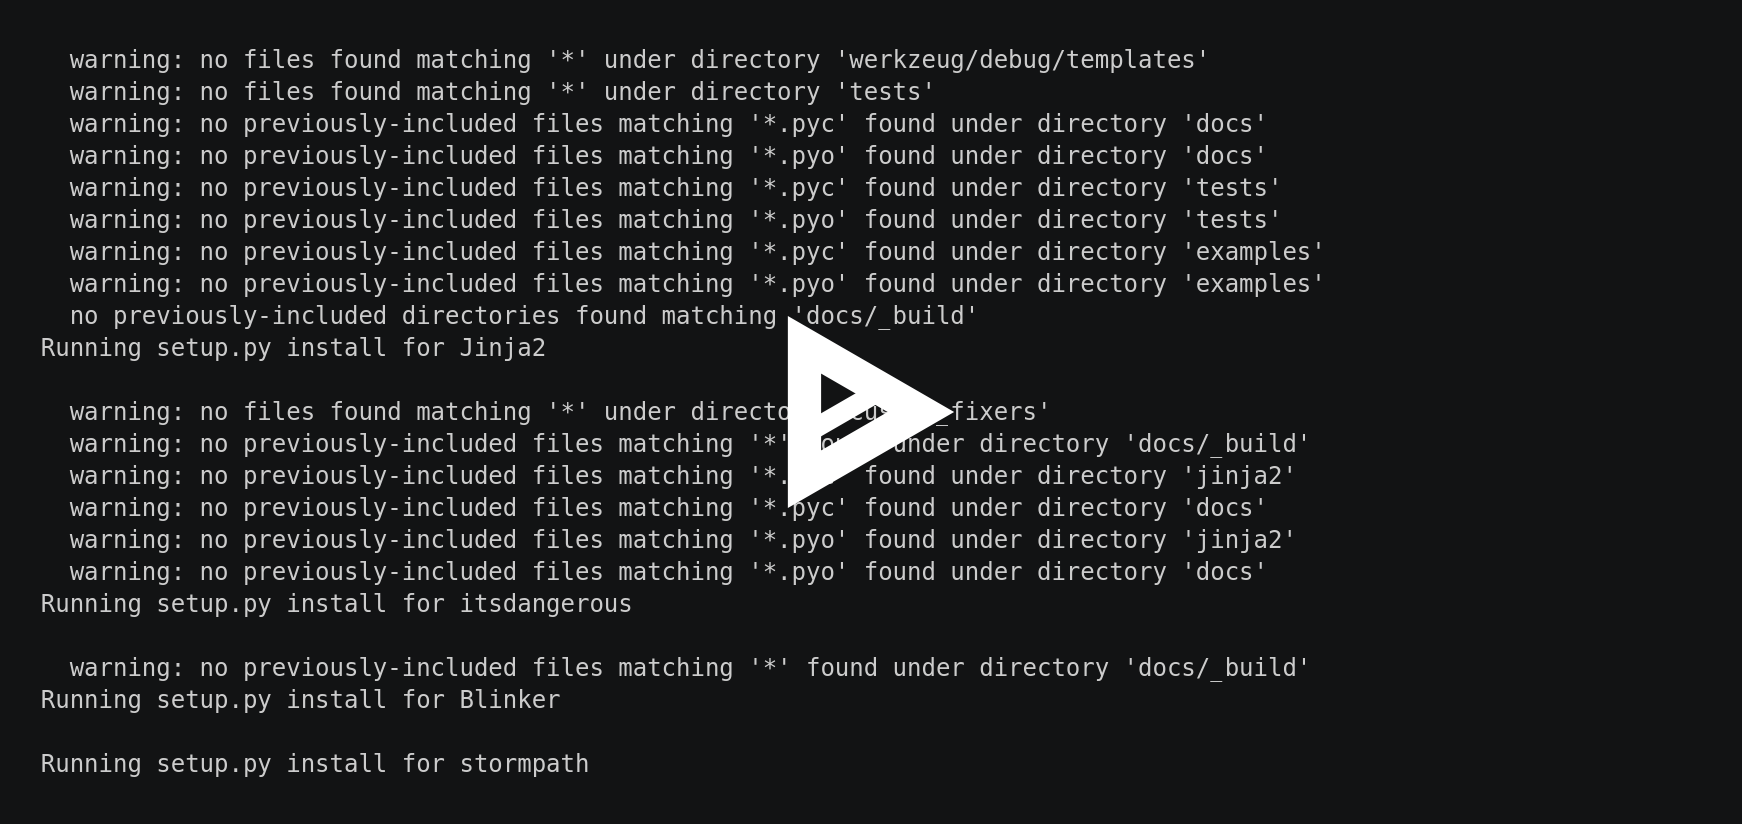 warning: no files found matching '*' under directory 'werkzeug/debug/templates'
warning: no files found matching '*' under directory 'tests'
warning: no previously-included files matching '*.pyc' found under directory 'docs'
warning: no previously-included files matching '*.pyo' found under directory 'docs'
warning: no previously-included files matching '*.pyc' found under directory 'tests'
warning: no previously-included files matching '*.pyo' found under directory 'tests'
warning: no previously-included files matching '*.pyc' found under directory 'examples'
warning: no previously-included files matching '*.pyo' found under directory 'examples'
no previously-included directories found matching 'docs/_build'
Running setup.py install for Jinja2
warning: no files found matching '*' under fixers'
warning: no previously-included files matching '*' under directory 'docs/_build'
warning: no previously-included files matching found under directory 'jinja2'
warning: no previously-included files matching '*.pyc' found under directory 'docs'
warning: no previously-included files matching '*.pyo' found under directory 'jinja2'
warning: no previously-included files matching '*.pyo' found under directory 'docs'
Running setup.py install for itsdangerous
warning: no previously-included files matching '*' found under directory 'docs/_build'
Running setup.py install for Blinker
Running setup.py install for stormpath